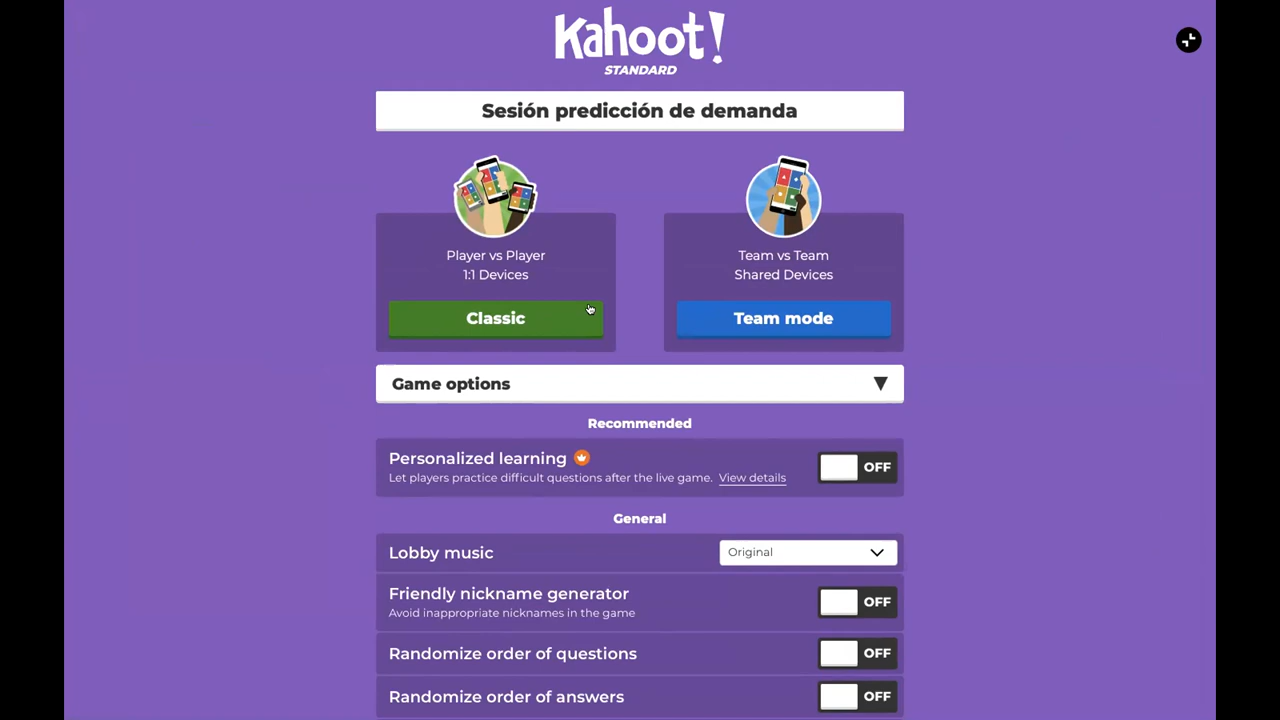 Kahoot!
STANDARD
Sesión predicción de demanda
Player vs Player
1:1 Devices
Classic
Team vs Team
Shared Devices
Team mode
Game options
Recommended
Personalized learning
Let players practice difficult questions after the live game. View details
OFF
General
Lobby music
Original
Friendly nickname generator
Avoid inappropriate nicknames in the game
OFF
Randomize order of questions
OFF
Randomize order of answers
OFF